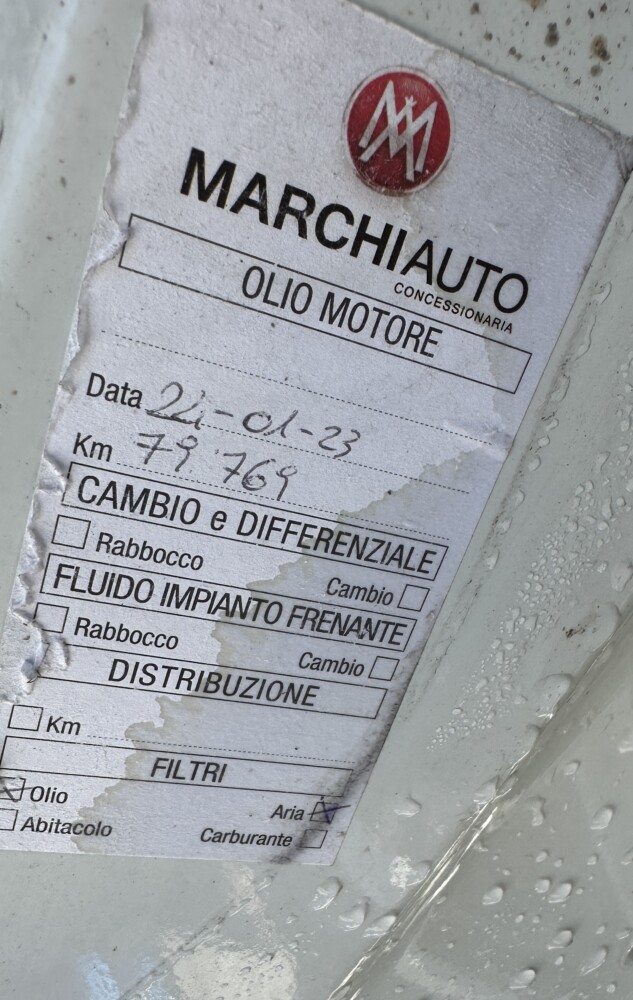 MARCHIAUTO
CONCESSIONARIA
OLIO MOTORE
Data 24-01-23
Km 79.769
CAMBIO e DIFFERENZIALE
Rabbocco Cambio
FLUIDO IMPIANTO FRENANTE
Rabbocco Cambio
DISTRIBUZIONE
Km
FILTRI
Olio Aria
Abitacolo Carburante